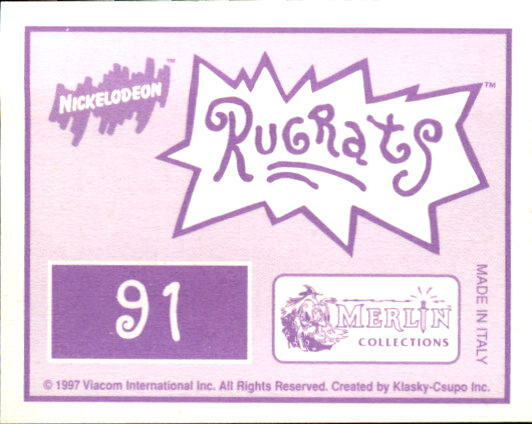 NICKELODEON ™
RUGRATS ™
91
MERLIN
COLLECTIONS
MADE IN ITALY
© 1997 Viacom International Inc. All Rights Reserved. Created by Klasky-Csupo Inc.